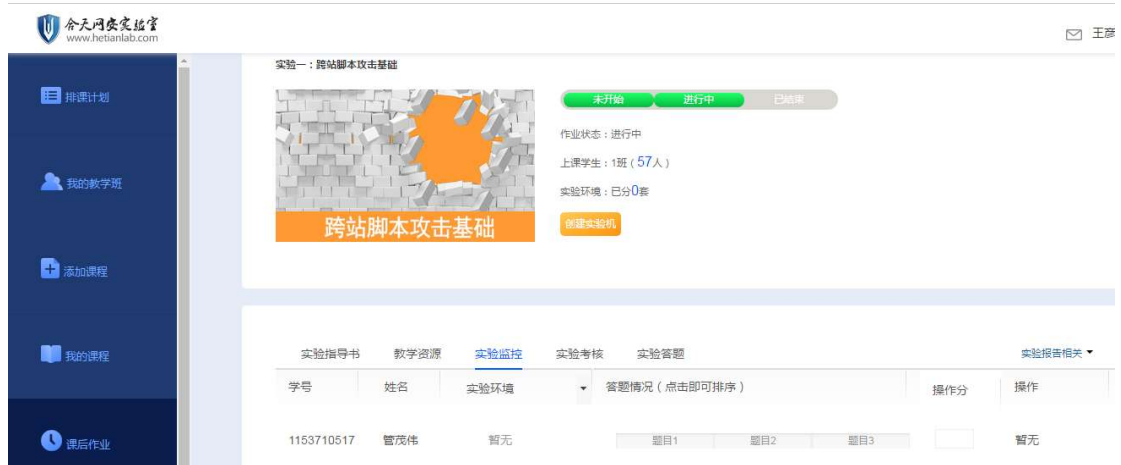 合天网安实验室
www.hetianlab.com
王彦
排课计划
我的教学班
添加课程
我的课程
课后作业
实验一：跨站脚本攻击基础
跨站脚本攻击基础
未开始 进行中 已结束
作业状态：进行中
上课学生：1班（57人）
实验环境：已分0套
创建实验机
实验指导书 教学资源 实验监控 实验考核 实验答题 实验报告相关
学号 姓名 实验环境 答题情况（点击即可排序） 操作分 操作
1153710517 管茂伟 暂无 题目1 题目2 题目3 暂无